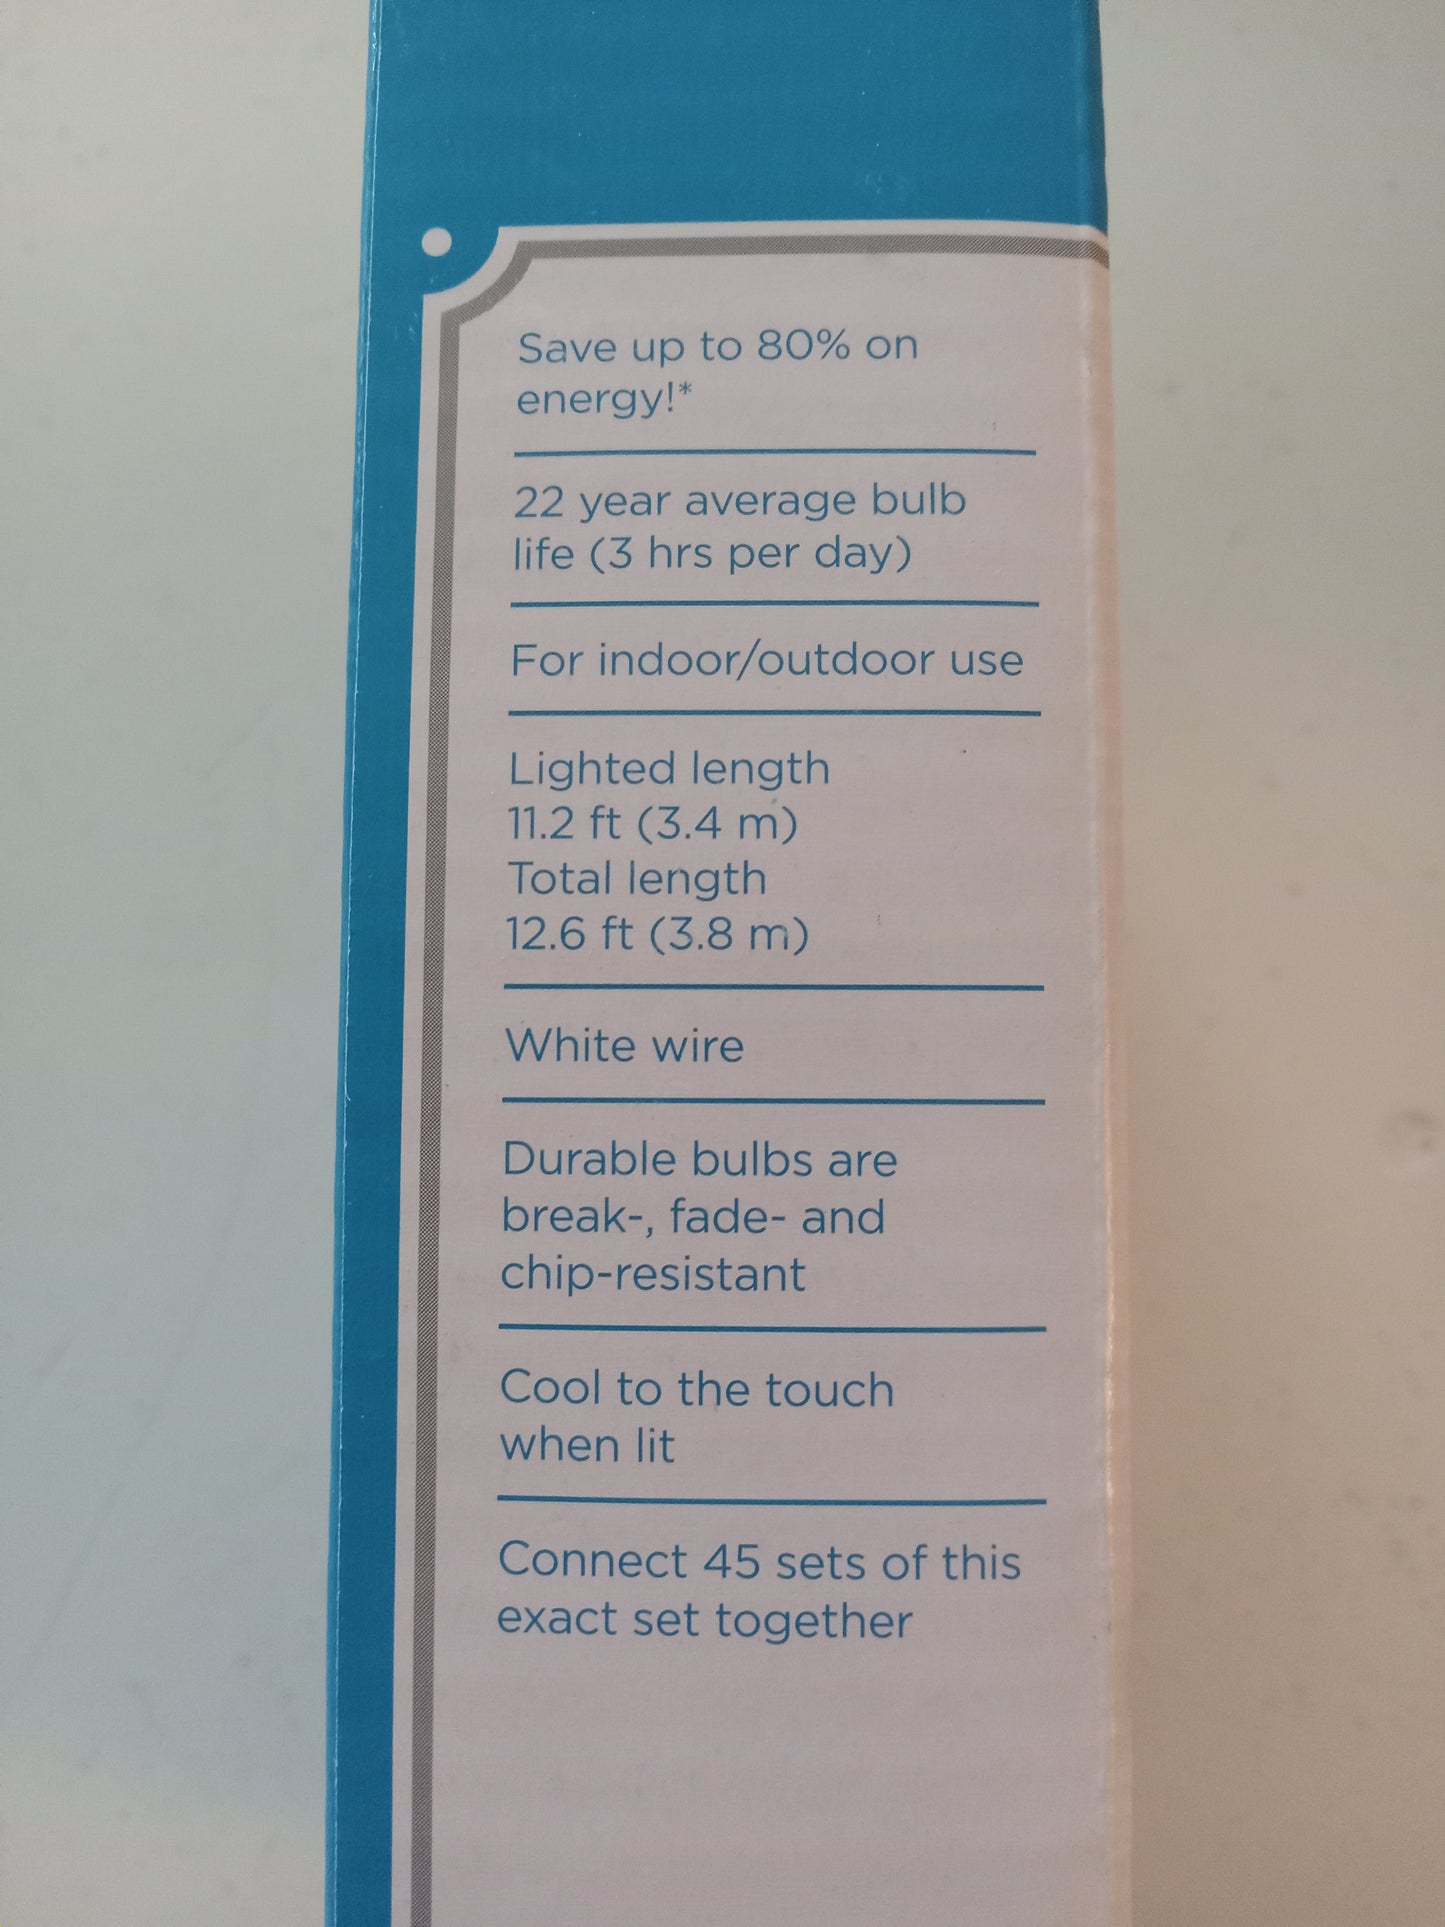 Save up to 80% on
energy!*
22 year average bulb
life (3 hrs per day)
For indoor/outdoor use
Lighted length
11.2 ft (3.4 m)
Total length
12.6 ft (3.8 m)
White wire
Durable bulbs are
break-, fade- and
chip-resistant
Cool to the touch
when lit
Connect 45 sets of this
exact set together